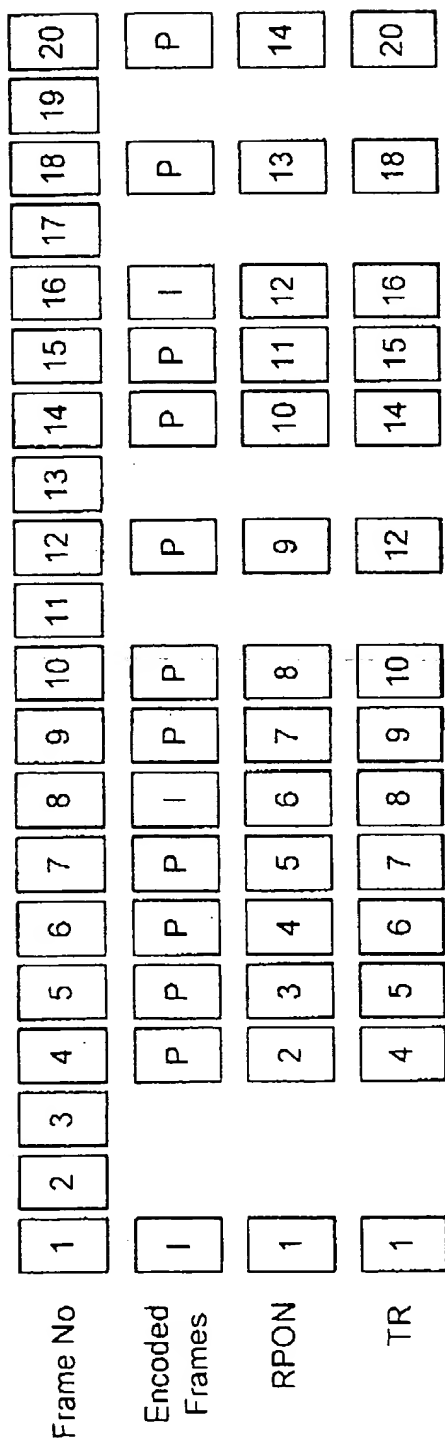 Frame No 1 2 3 4 5 6 7 8 9 10 11 12 13 14 15 16 17 18 19 20
Encoded
Frames I P P P P I P P P P P I P P
RPON 1 2 3 4 5 6 7 8 9 10 11 12 13 14
TR 1 4 5 6 7 8 9 10 12 14 15 16 18 20